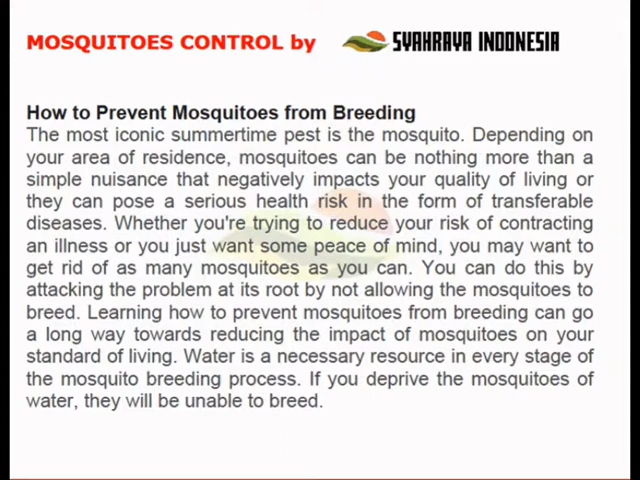 MOSQUITOES CONTROL by SYAHRAYA INDONESIA
How to Prevent Mosquitoes from Breeding
The most iconic summertime pest is the mosquito. Depending on
your area of residence, mosquitoes can be nothing more than a
simple nuisance that negatively impacts your quality of living or
they can pose a serious health risk in the form of transferable
diseases. Whether you're trying to reduce your risk of contracting
an illness or you just want some peace of mind, you may want to
get rid of as many mosquitoes as you can. You can do this by
attacking the problem at its root by not allowing the mosquitoes to
breed. Learning how to prevent mosquitoes from breeding can go
a long way towards reducing the impact of mosquitoes on your
standard of living. Water is a necessary resource in every stage of
the mosquito breeding process. If you deprive the mosquitoes of
water, they will be unable to breed.